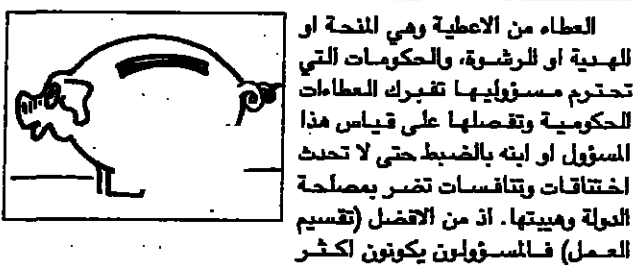 العطاء من الاعطية وهي المنحة او
الهدية او الرشوة، والحكومات التي
تحترم مسؤوليها تفبرك العطاءات
الحكومية وتفصلها على قياس هذا
المسؤول او ابنه بالضبط حتى لا تحدث
اختناقات وتنافسات تضر بمصلحة
الدولة وهيبتها. اذ من الافضل (تقسيم
العمل) فالمسؤولون يكونون اكثر